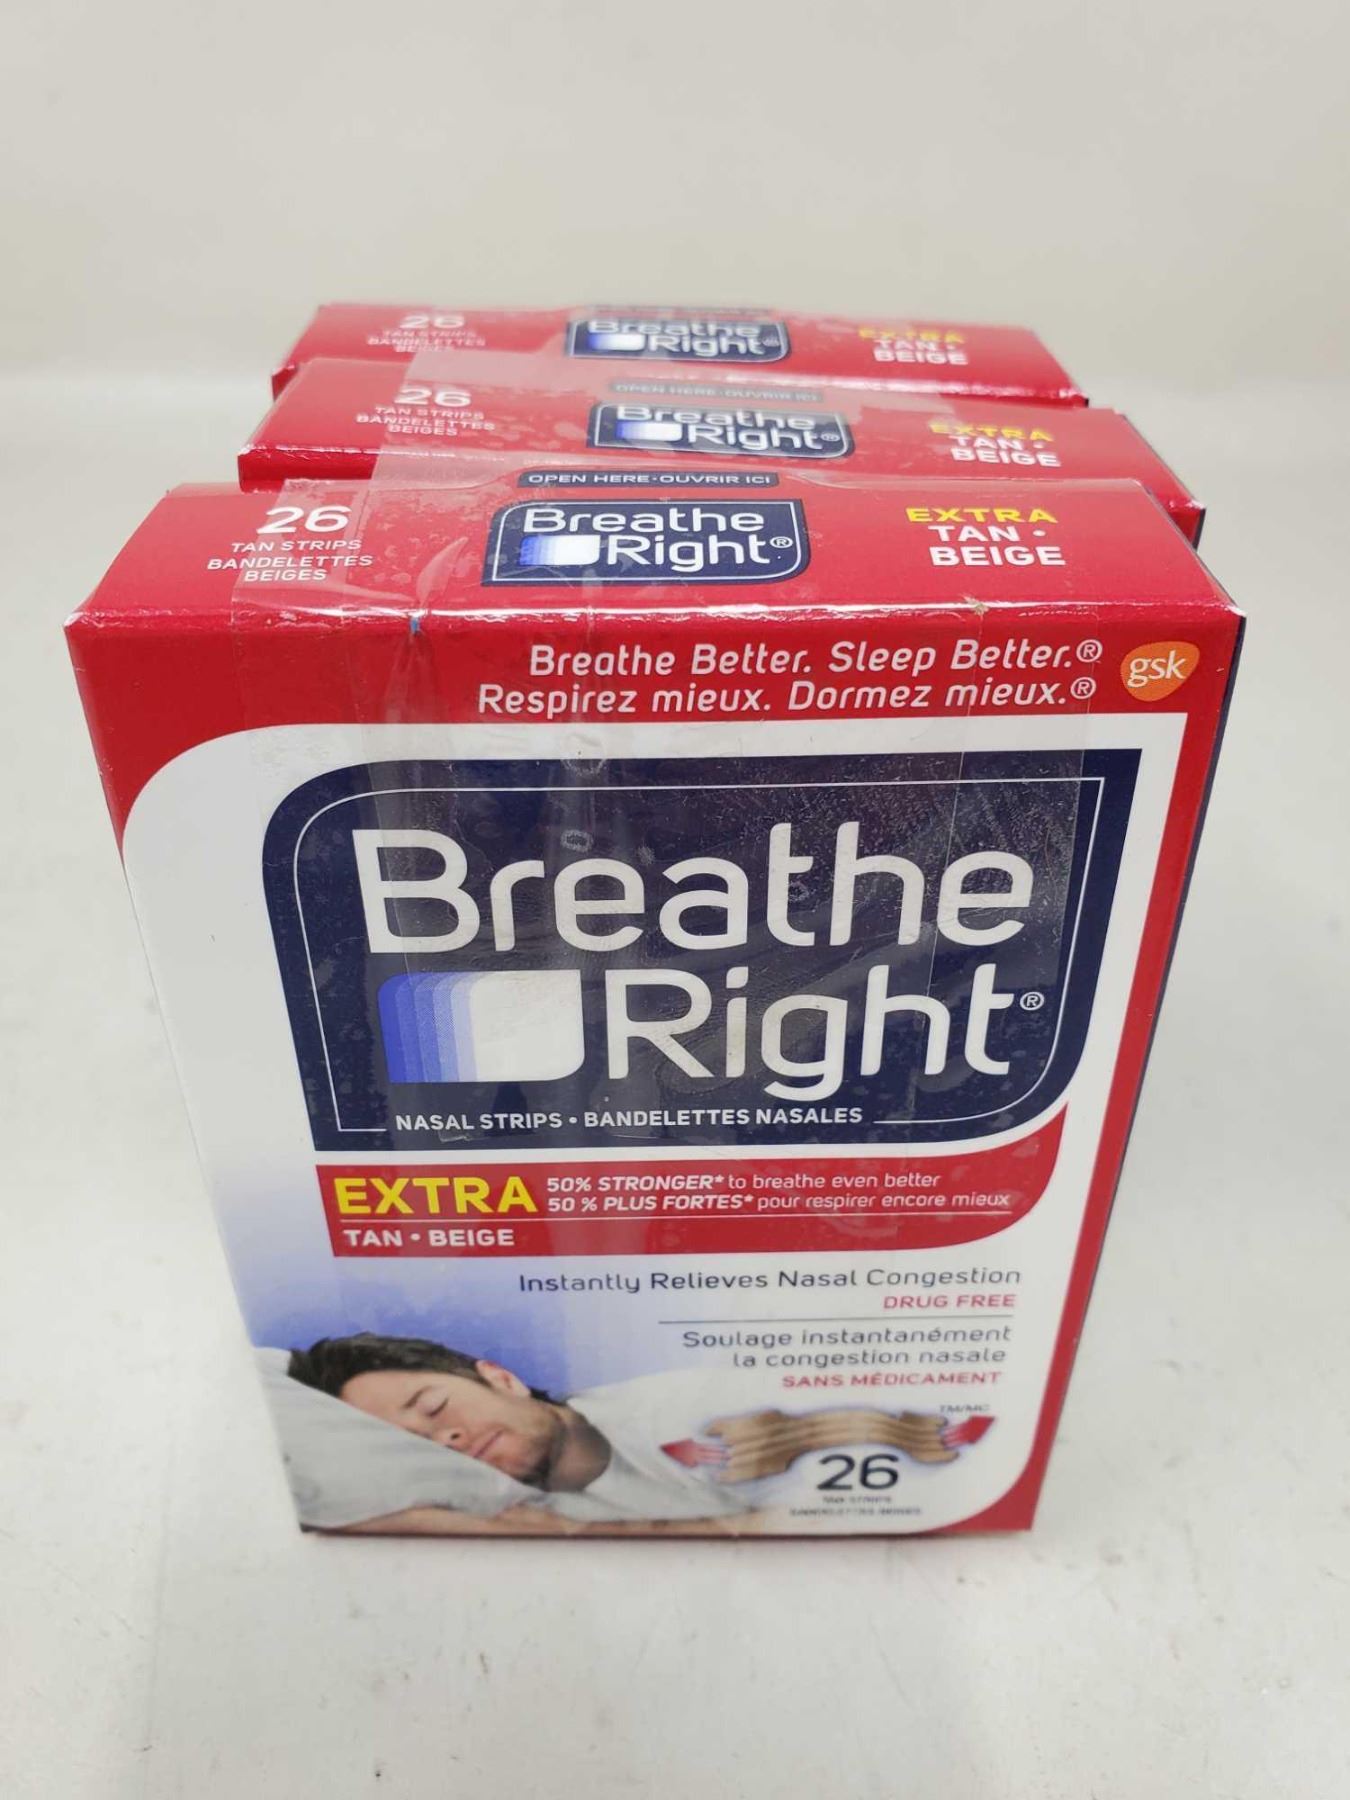 26
TAN STRIPS
BANDELETTES
BEIGES
Breathe
Right®
EXTRA
TAN •
BEIGE
26
TAN STRIPS
BANDELETTES
BEIGES
OPEN HERE·OUVRIR ICI
Breathe
Right®
EXTRA
TAN •
BEIGE
26
TAN STRIPS
BANDELETTES
BEIGES
OPEN HERE·OUVRIR ICI
Breathe
Right®
EXTRA
TAN •
BEIGE
Breathe Better. Sleep Better.®
Respirez mieux. Dormez mieux.®
gsk
Breathe
Right®
NASAL STRIPS • BANDELETTES NASALES
EXTRA
50% STRONGER* to breathe even better
50 % PLUS FORTES* pour respirer encore mieux
TAN • BEIGE
Instantly Relieves Nasal Congestion
DRUG FREE
Soulage instantanément
la congestion nasale
SANS MÉDICAMENT
TM/MC
26
TAN STRIPS
BANDELETTES BEIGES